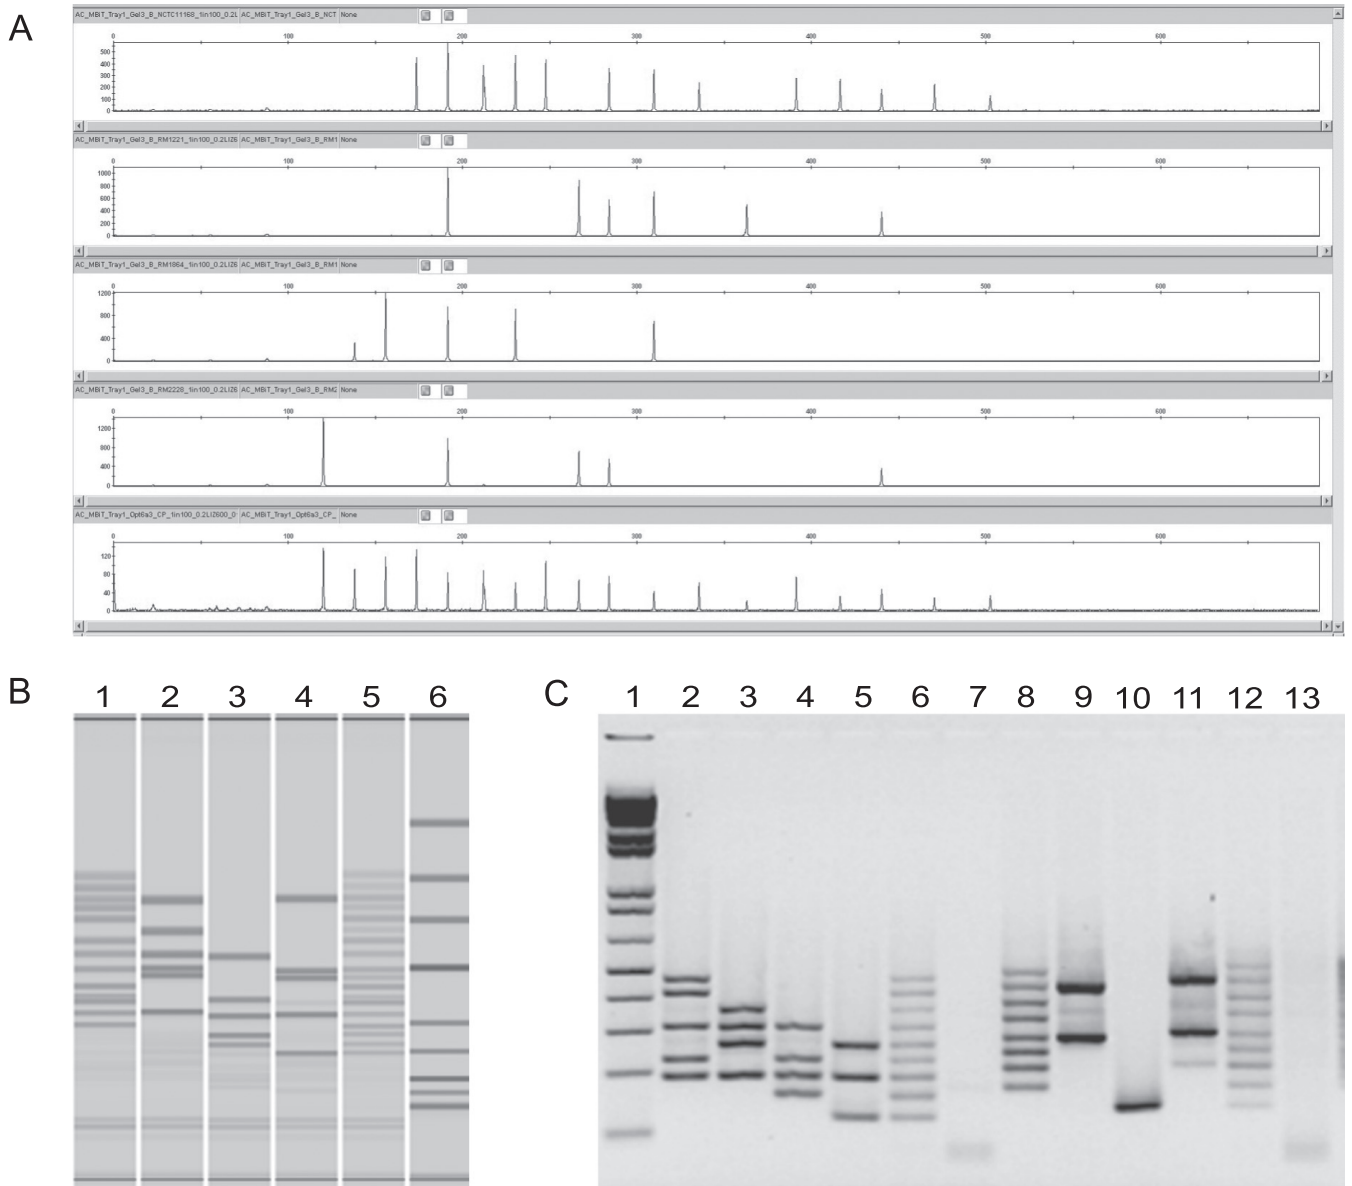 A
AC_MBiT_Tray1_Gel3_B_NCTC11168_1in100_0.2L AC_MBiT_Tray1_Gel3_B_NCT None
0 100 200 300 400 500 600
500
400
300
200
100
0
AC_MBiT_Tray1_Gel3_B_RM1221_1in100_0.2LIZ6 AC_MBiT_Tray1_Gel3_B_RM1 None
0 100 200 300 400 500 600
1000
800
600
400
200
0
AC_MBiT_Tray1_Gel3_B_RM1864_1in100_0.2LIZ6 AC_MBiT_Tray1_Gel3_B_RM1 None
0 100 200 300 400 500 600
1200
800
400
0
AC_MBiT_Tray1_Gel3_B_RM2228_1in100_0.2LIZ6 AC_MBiT_Tray1_Gel3_B_RM2 None
0 100 200 300 400 500 600
1200
800
400
0
AC_MBiT_Tray1_Opt6a3_CP_1in100_0.2LIZ600_0 AC_MBiT_Tray1_Opt6a3_CP_ None
0 100 200 300 400 500 600
120
80
40
0
B 1 2 3 4 5 6
C 1 2 3 4 5 6 7 8 9 10 11 12 13